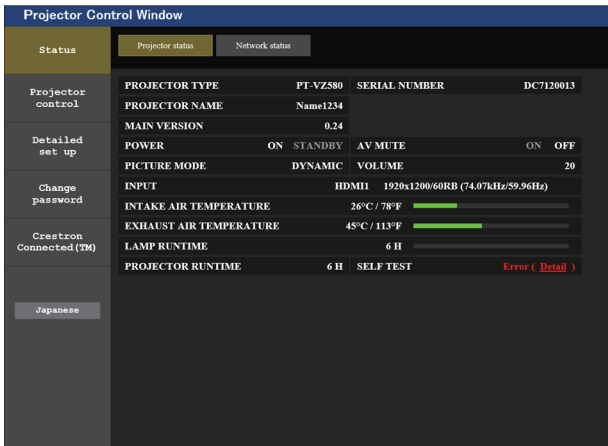 Projector Control Window
Status
Projector status Network status
Projector
control
Detailed
set up
Change
password
Crestron
Connected(TM)
Japanese
PROJECTOR TYPE PT-VZ580 SERIAL NUMBER DC7120013
PROJECTOR NAME Name1234
MAIN VERSION 0.24
POWER ON STANDBY AV MUTE ON OFF
PICTURE MODE DYNAMIC VOLUME 20
INPUT HDMI1 1920x1200/60RB (74.07kHz/59.96Hz)
INTAKE AIR TEMPERATURE 26°C / 78°F
EXHAUST AIR TEMPERATURE 45°C / 113°F
LAMP RUNTIME 6 H
PROJECTOR RUNTIME 6 H SELF TEST Error ( Detail )